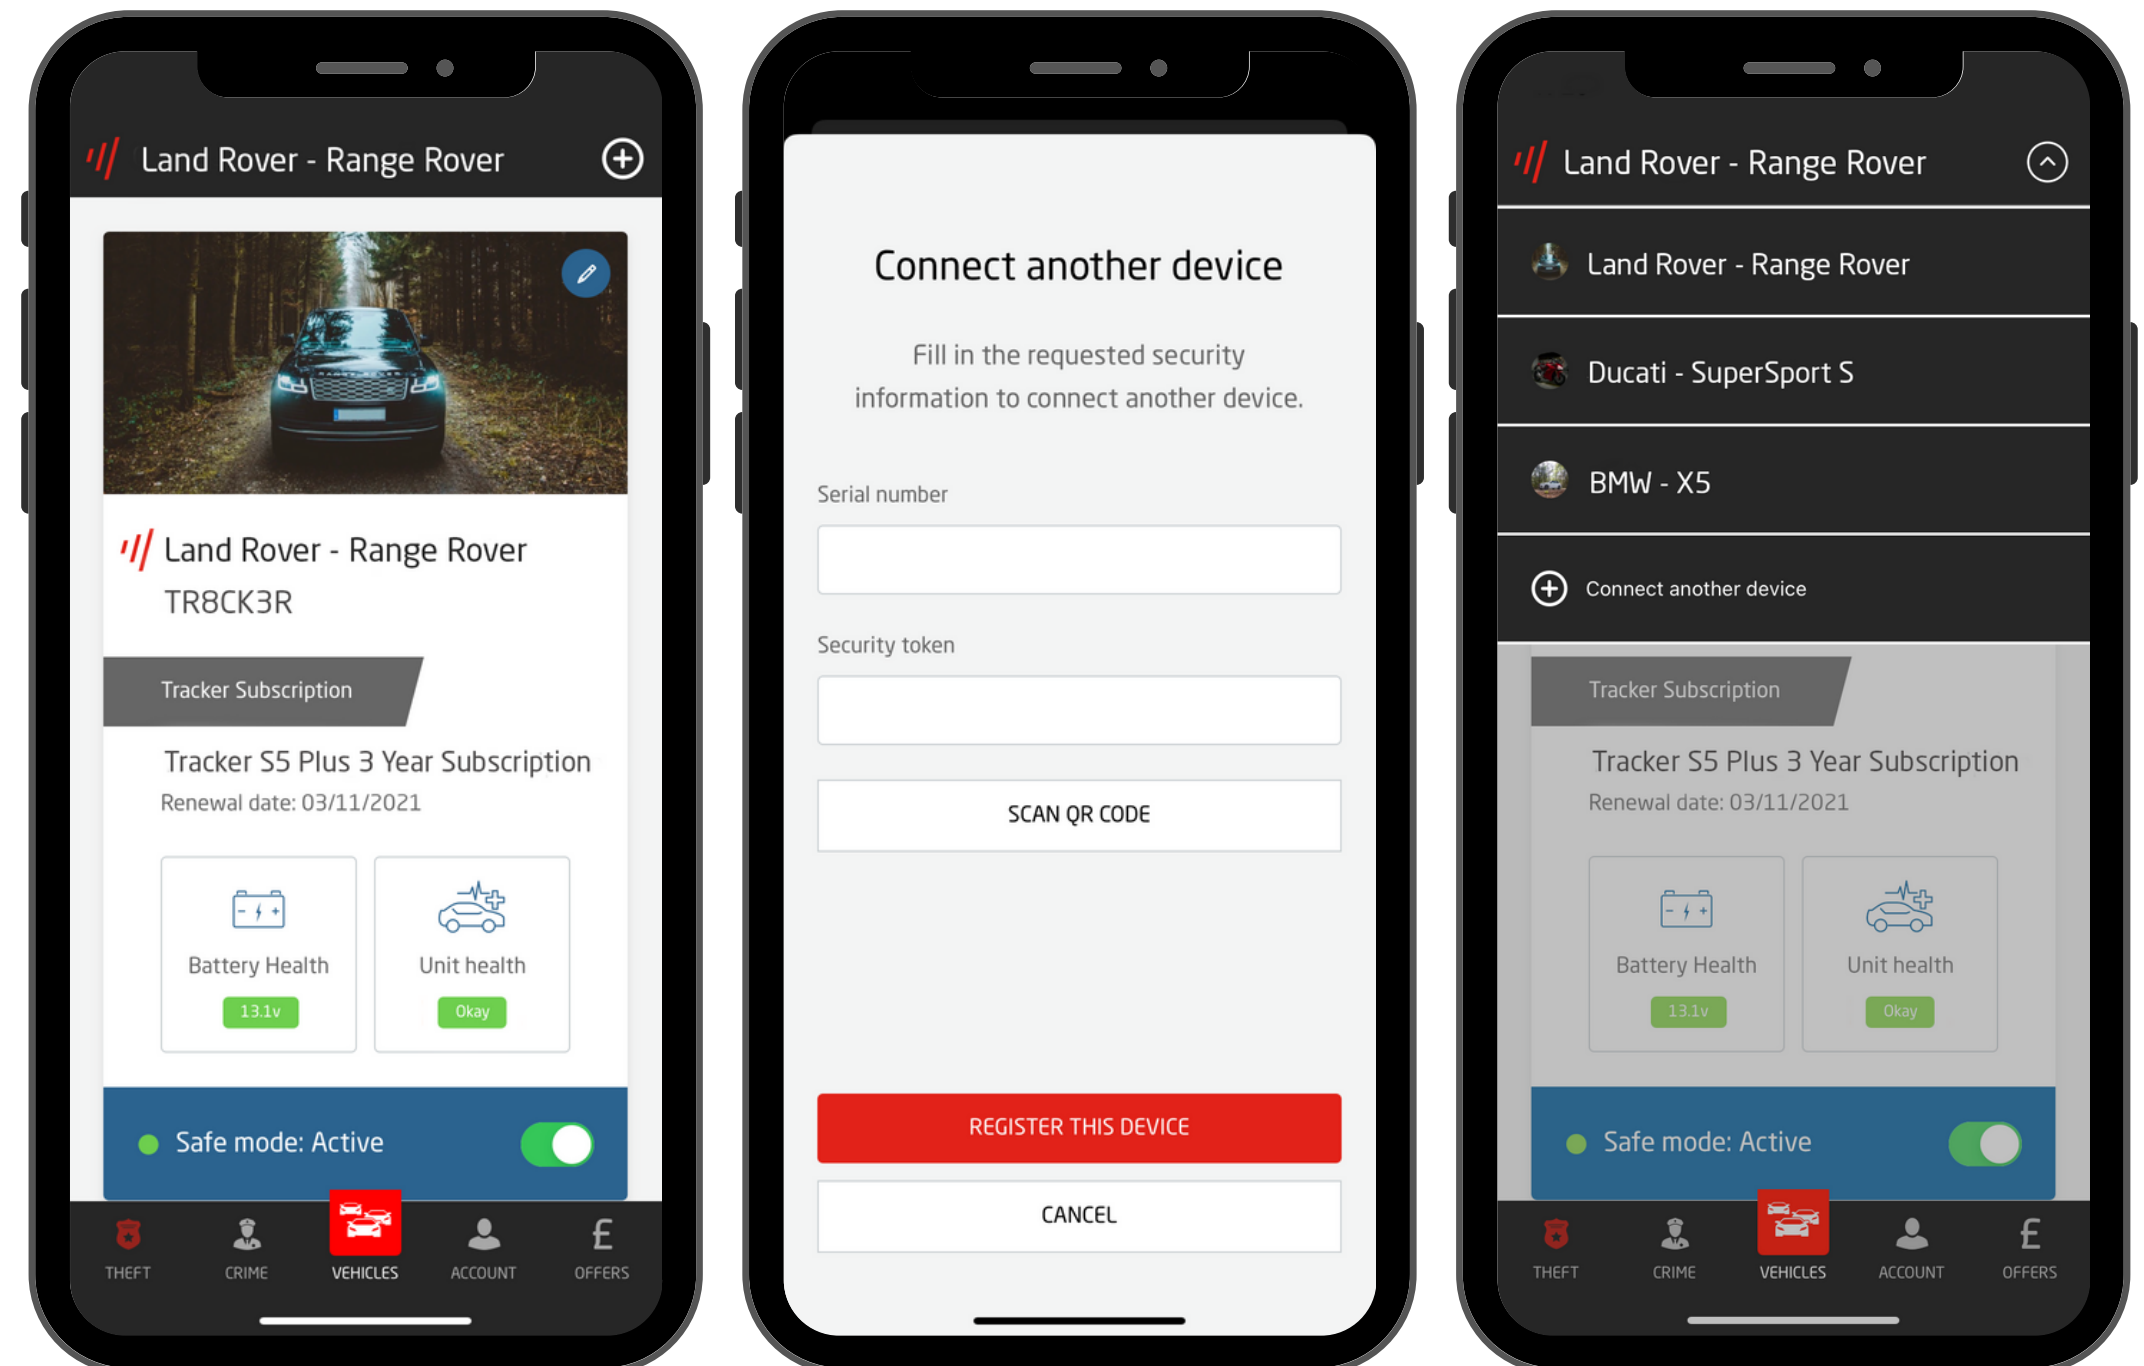 Land Rover - Range Rover
Land Rover - Range Rover
TR8CK3R
Tracker Subscription
Tracker S5 Plus 3 Year Subscription
Renewal date: 03/11/2021
Battery Health
13.1v
Unit health
Okay
Safe mode: Active
THEFT
CRIME
VEHICLES
ACCOUNT
£
OFFERS
Connect another device
Fill in the requested security
information to connect another device.
Serial number
Security token
SCAN QR CODE
REGISTER THIS DEVICE
CANCEL
Land Rover - Range Rover
Land Rover - Range Rover
Ducati - SuperSport S
BMW - X5
Connect another device
Tracker Subscription
Tracker S5 Plus 3 Year Subscription
Renewal date: 03/11/2021
Battery Health
13.1v
Unit health
Okay
Safe mode: Active
THEFT
CRIME
VEHICLES
ACCOUNT
£
OFFERS